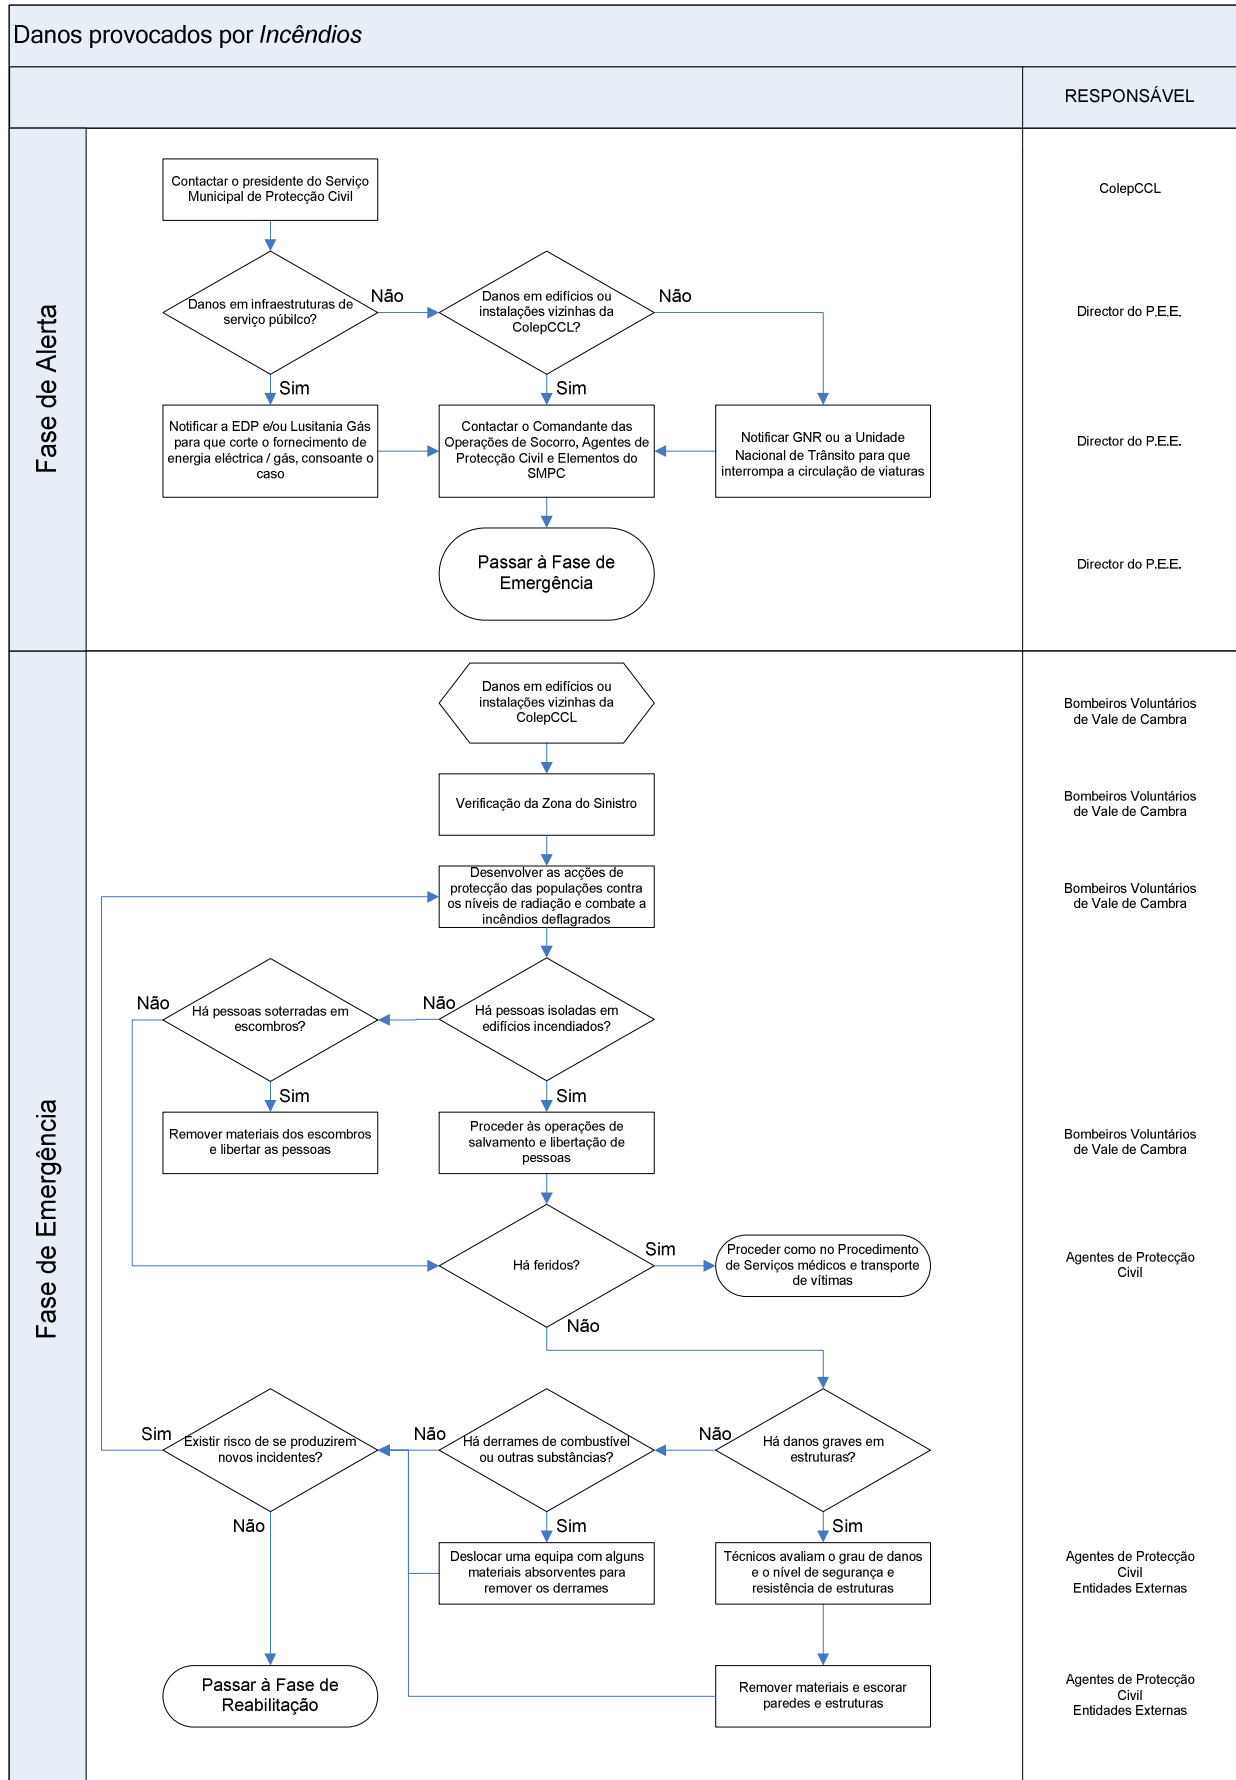 Danos provocados por Incêndios
RESPONSÁVEL
Fase de Alerta
Contactar o presidente do Serviço
Municipal de Protecção Civil
ColepCCL
Danos em infraestruturas de
serviço púbilco?
Não
Danos em edifícios ou
instalações vizinhas da
ColepCCL?
Não
Director do P.E.E.
Sim
Sim
Notificar a EDP e/ou Lusitania Gás
para que corte o fornecimento de
energia eléctrica / gás, consoante o
caso
Contactar o Comandante das
Operações de Socorro, Agentes de
Protecção Civil e Elementos do
SMPC
Notificar GNR ou a Unidade
Nacional de Trânsito para que
interrompa a circulação de viaturas
Director do P.E.E.
Passar à Fase de
Emergência
Director do P.E.E.
Fase de Emergência
Danos em edifícios ou
instalações vizinhas da
ColepCCL
Bombeiros Voluntários
de Vale de Cambra
Verificação da Zona do Sinistro
Bombeiros Voluntários
de Vale de Cambra
Desenvolver as acções de
protecção das populações contra
os níveis de radiação e combate a
incêndios deflagrados
Bombeiros Voluntários
de Vale de Cambra
Não
Há pessoas soterradas em
escombros?
Não
Há pessoas isoladas em
edifícios incendiados?
Sim
Sim
Remover materiais dos escombros
e libertar as pessoas
Proceder às operações de
salvamento e libertação de
pessoas
Bombeiros Voluntários
de Vale de Cambra
Há feridos?
Sim
Proceder como no Procedimento
de Serviços médicos e transporte
de vítimas
Agentes de Protecção
Civil
Não
Sim
Existir risco de se produzirem
novos incidentes?
Não
Há derrames de combustível
ou outras substâncias?
Não
Há danos graves em
estruturas?
Não
Sim
Sim
Deslocar uma equipa com alguns
materiais absorventes para
remover os derrames
Técnicos avaliam o grau de danos
e o nível de segurança e
resistência de estruturas
Agentes de Protecção
Civil
Entidades Externas
Passar à Fase de
Reabilitação
Remover materiais e escorar
paredes e estruturas
Agentes de Protecção
Civil
Entidades Externas